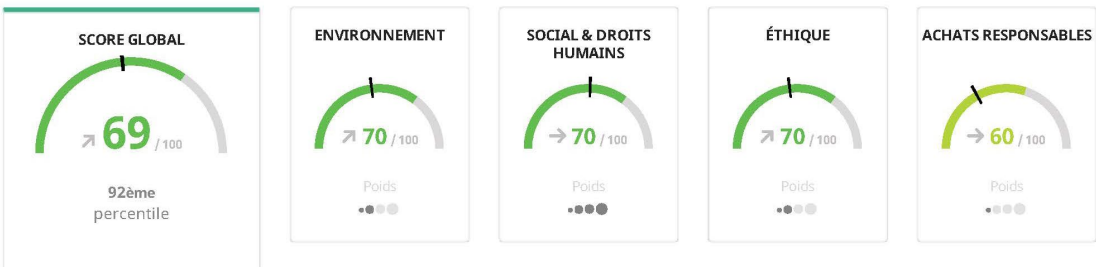 SCORE GLOBAL
69 / 100
92ème
percentile
ENVIRONNEMENT
70 / 100
Poids
SOCIAL & DROITS
HUMAINS
70 / 100
Poids
ÉTHIQUE
70 / 100
Poids
ACHATS RESPONSABLES
60 / 100
Poids